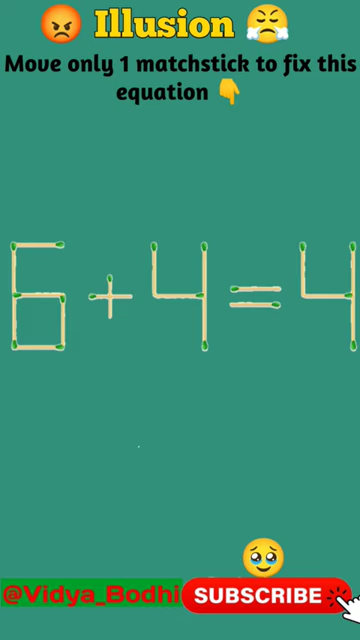 😡 Illusion 😤
Move only 1 matchstick to fix this
equation 👇
6+4=4
@Vidya_Bodhi
SUBSCRIBE